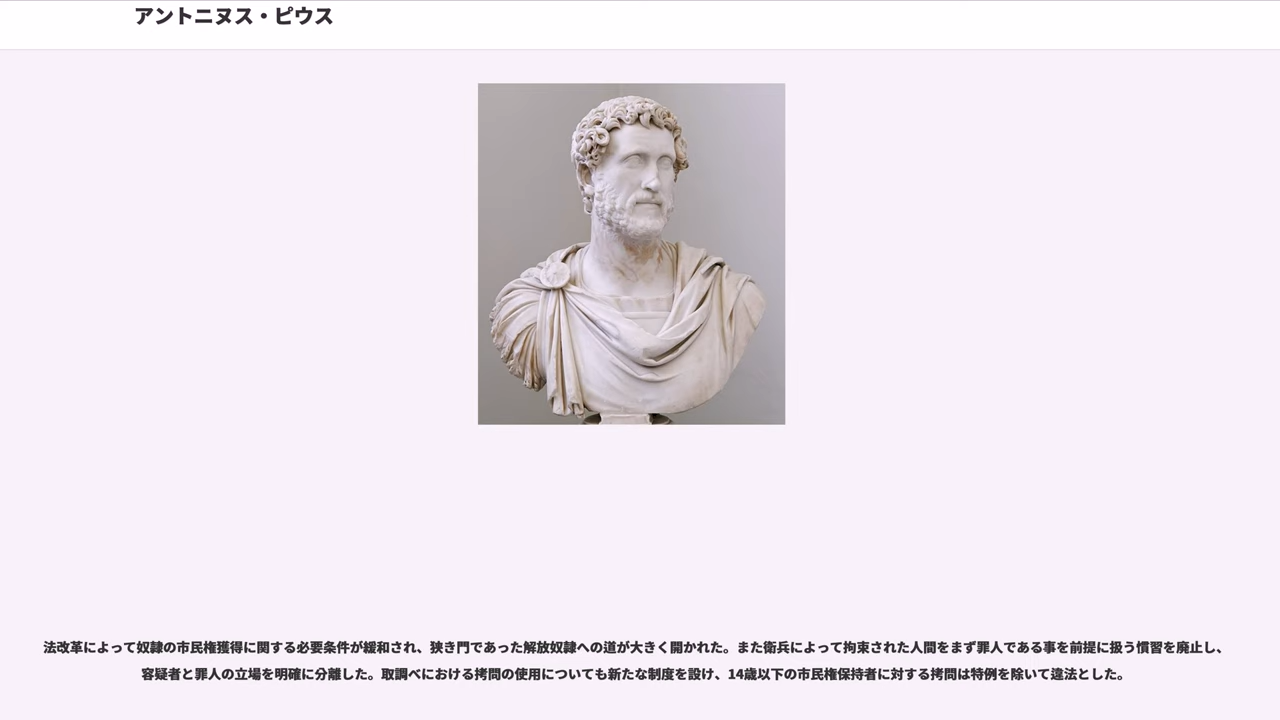 アントニヌス・ピウス
法改革によって奴隷の市民権獲得に関する必要条件が緩和され、狭き門であった解放奴隷への道が大きく開かれた。また衛兵によって拘束された人間をまず罪人である事を前提に扱う慣習を廃止し、
容疑者と罪人の立場を明確に分離した。取調べにおける拷問の使用についても新たな制度を設け、14歳以下の市民権保持者に対する拷問は特例を除いて違法とした。